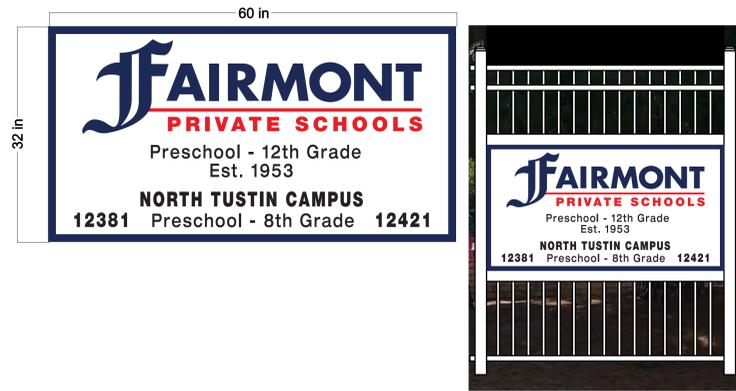 60 in
32 in
FAIRMONT
PRIVATE SCHOOLS
Preschool - 12th Grade
Est. 1953
NORTH TUSTIN CAMPUS
12381 Preschool - 8th Grade 12421
FAIRMONT
PRIVATE SCHOOLS
Preschool - 12th Grade
Est. 1953
NORTH TUSTIN CAMPUS
12381 Preschool - 8th Grade 12421